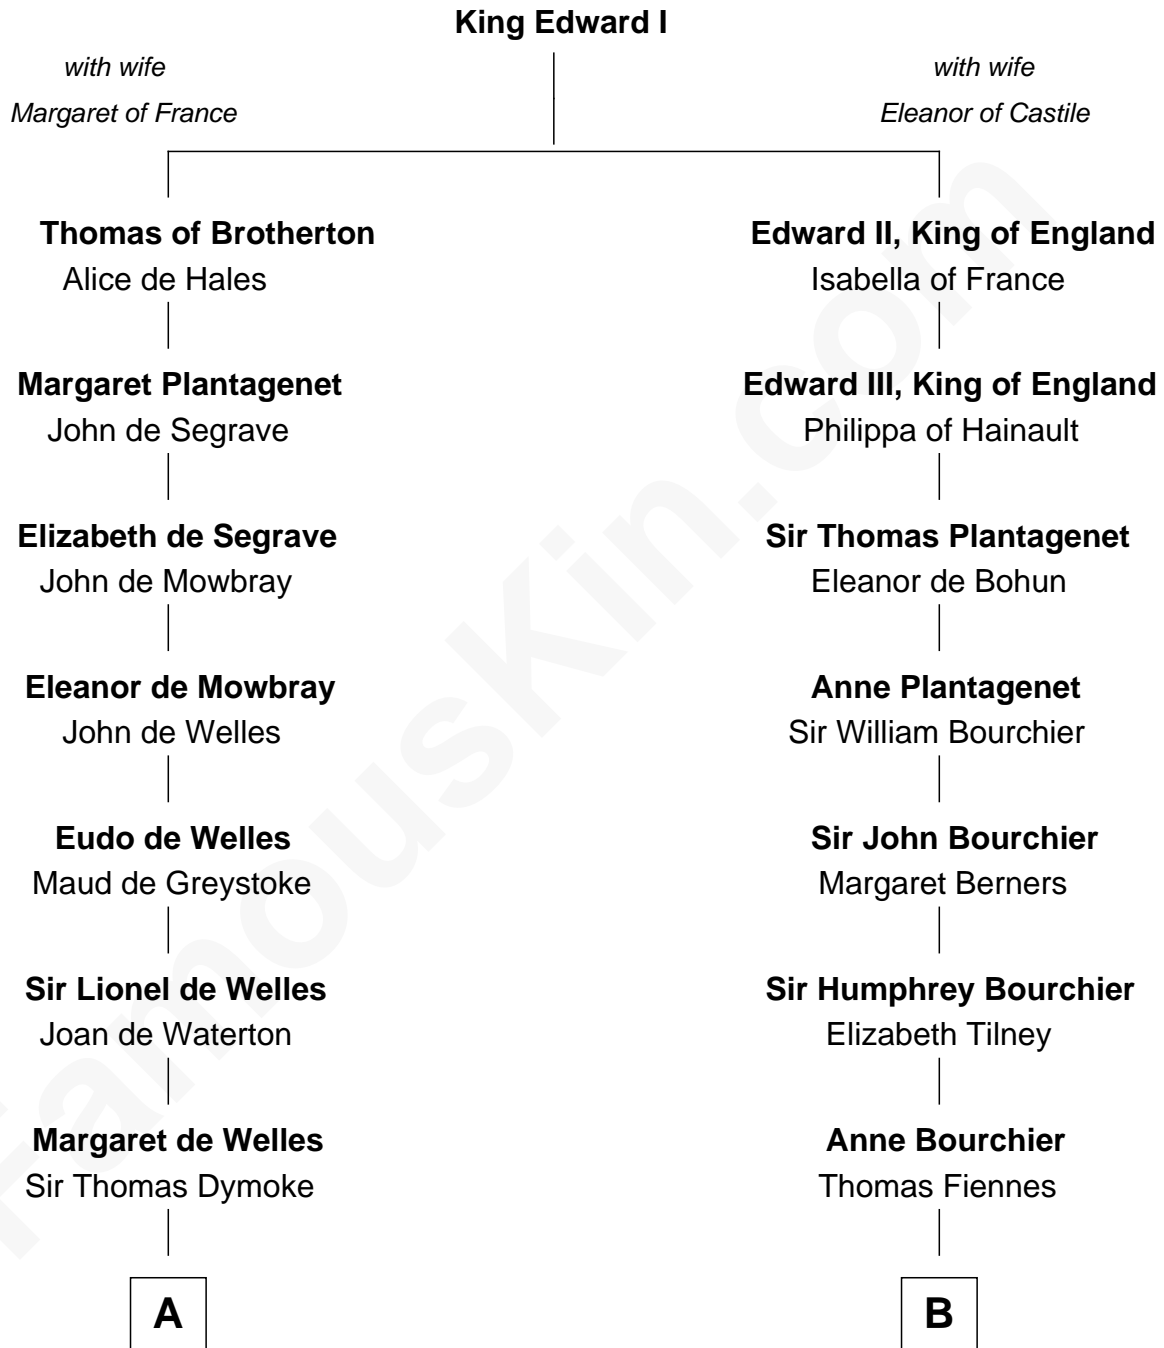 King Edward I
with wife
Margaret of France
with wife
Eleanor of Castile
Thomas of Brotherton
Alice de Hales
Edward II, King of England
Isabella of France
Margaret Plantagenet
John de Segrave
Edward III, King of England
Philippa of Hainault
Elizabeth de Segrave
John de Mowbray
Sir Thomas Plantagenet
Eleanor de Bohun
Eleanor de Mowbray
John de Welles
Anne Plantagenet
Sir William Bourchier
Eudo de Welles
Maud de Greystoke
Sir John Bourchier
Margaret Berners
Sir Lionel de Welles
Joan de Waterton
Sir Humphrey Bourchier
Elizabeth Tilney
Margaret de Welles
Sir Thomas Dymoke
Anne Bourchier
Thomas Fiennes
A
B
FamousKin.com